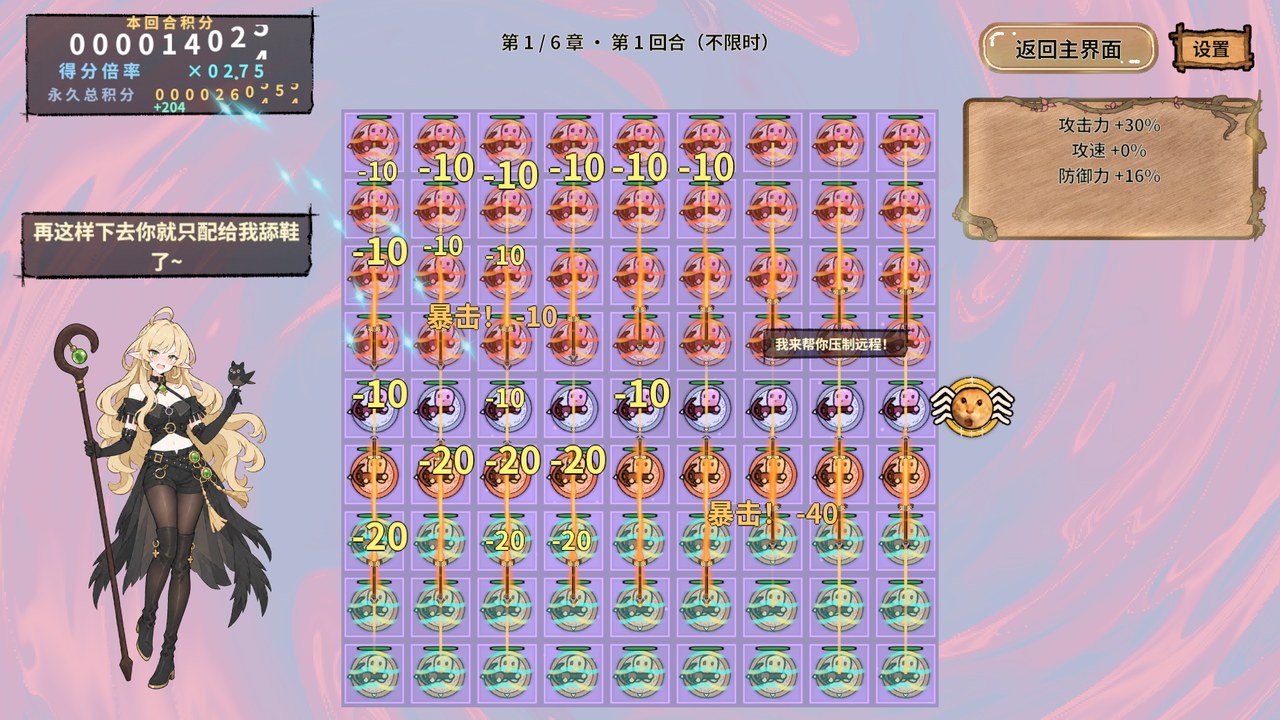 本回合积分
得分倍率 ×02.75
永久总积分
+204
第 1 / 6 章 · 第 1 回合（不限时）
返回主界面
设置
攻击力 +30%
攻速 +0%
防御力 +16%
再这样下去你就只配给我舔鞋
了~
-10 -10 -10 -10 -10 -10
-10 -10 -10
暴击! -10
我来帮你压制远程!
-10 -10 -10
-20 -20 -20
暴击! -40
-20 -20 -20